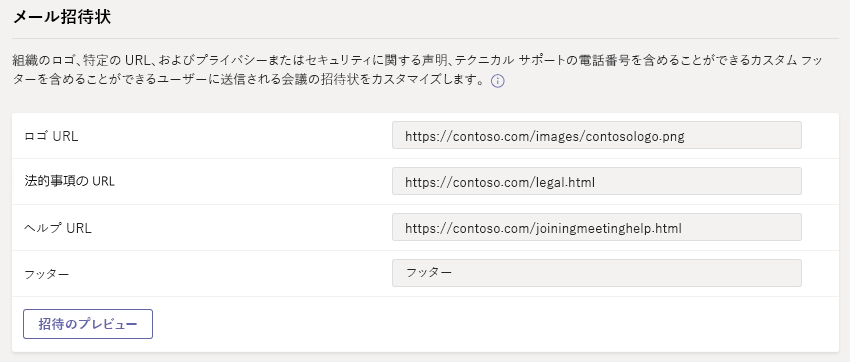 メール招待状
組織のロゴ、特定の URL、およびプライバシーまたはセキュリティに関する声明、テクニカル サポートの電話番号を含めることができるカスタム フッ
ターを含めることができるユーザーに送信される会議の招待状をカスタマイズします。
ロゴ URL
https://contoso.com/images/contosologo.png
法的事項の URL
https://contoso.com/legal.html
ヘルプ URL
https://contoso.com/joiningmeetinghelp.html
フッター
フッター
招待のプレビュー